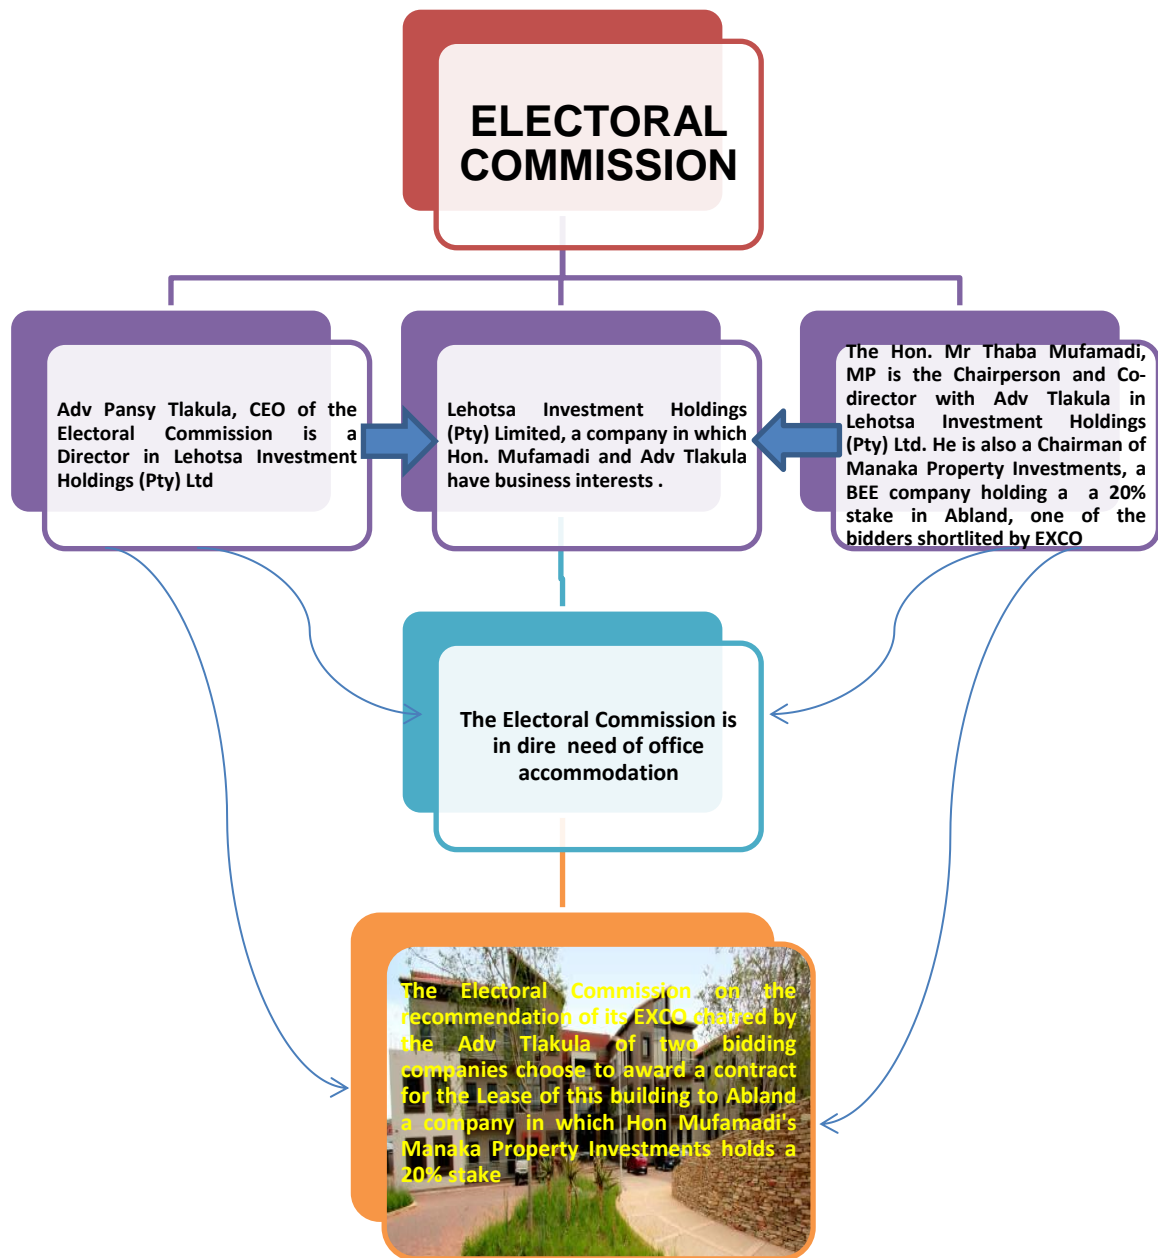 ELECTORAL
COMMISSION
Adv Pansy Tlakula, CEO of the
Electoral Commission is a
Director in Lehotsa Investment
Holdings (Pty) Ltd
Lehotsa Investment Holdings
(Pty) Limited, a company in which
Hon. Mufamadi and Adv Tlakula
have business interests .
The Hon. Mr Thaba Mufamadi,
MP is the Chairperson and Co-
director with Adv Tlakula in
Lehotsa Investment Holdings
(Pty) Ltd. He is also a Chairman of
Manaka Property Investments, a
BEE company holding a a 20%
stake in Abland, one of the
bidders shortlited by EXCO
The Electoral Commission is
in dire need of office
accommodation
The Electoral Commission on the
recommendation of its EXCO chaired by
the Adv Tlakula of two bidding
companies choose to award a contract
for the Lease of this building to Abland
a company in which Hon Mufamadi's
Manaka Property Investments holds a
20% stake